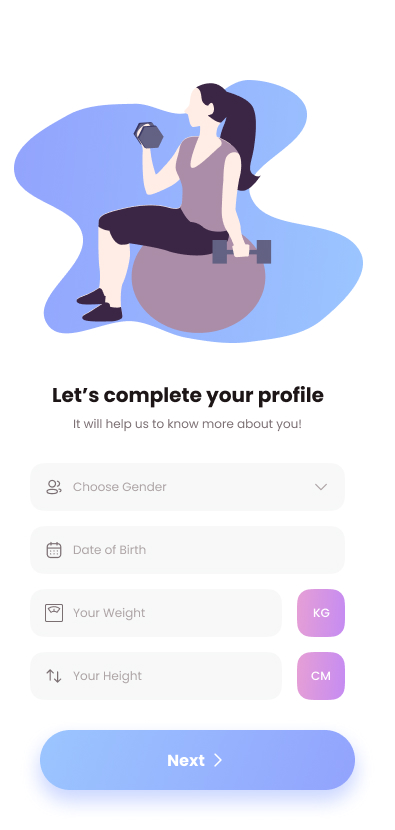 Let’s complete your profile
It will help us to know more about you!
Choose Gender
Date of Birth
Your Weight
KG
Your Height
CM
Next